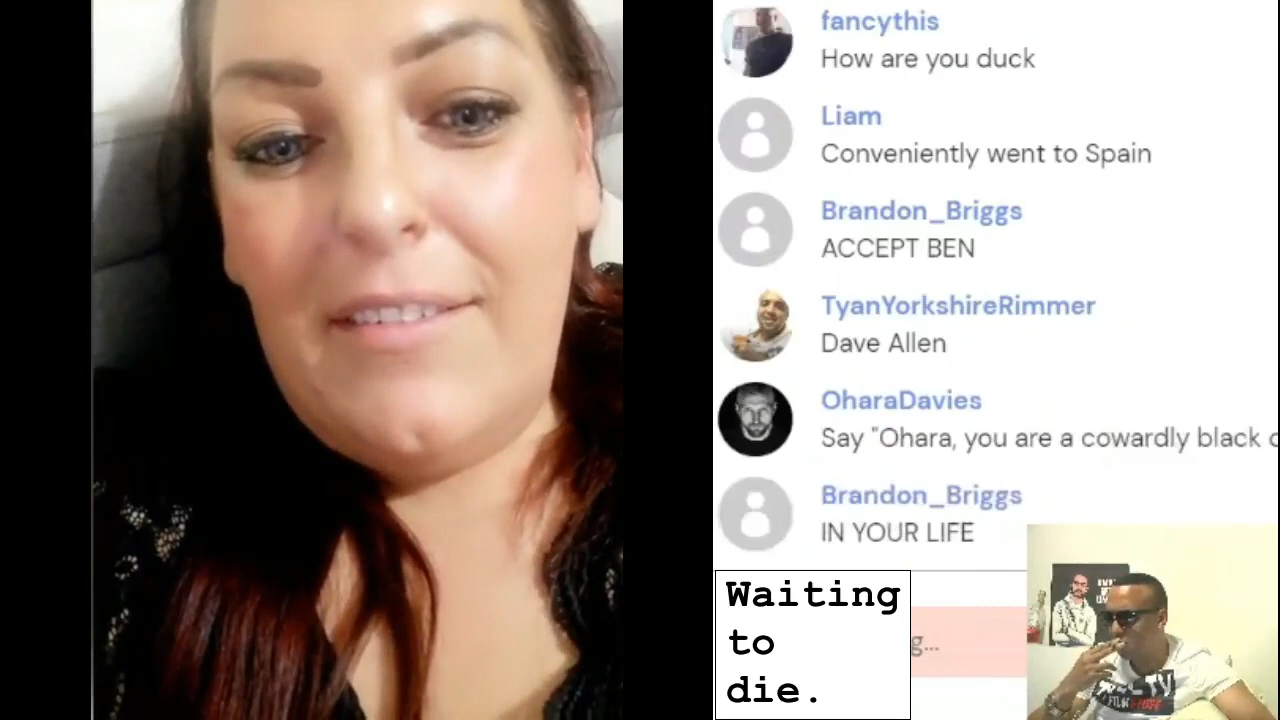 fancythis
How are you duck
Liam
Conveniently went to Spain
Brandon_Briggs
ACCEPT BEN
TyanYorkshireRimmer
Dave Allen
OharaDavies
Say "Ohara, you are a cowardly black
Brandon_Briggs
IN YOUR LIFE
Waiting
to
die.